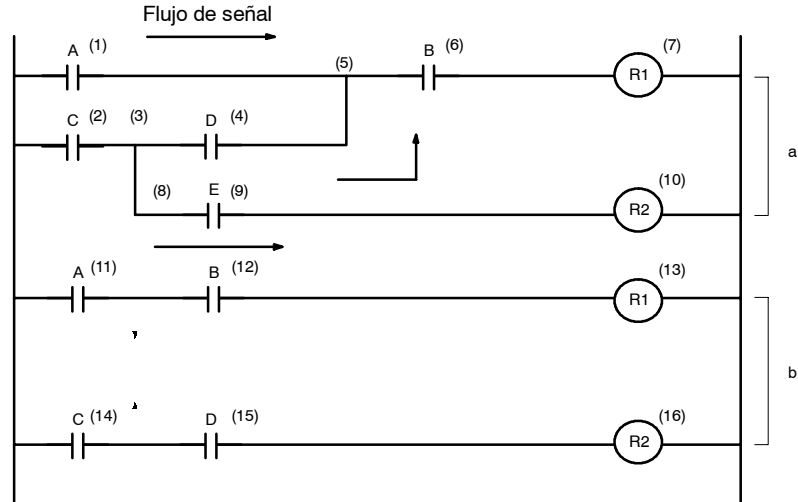 Flujo de señal
A (1) (5) B (6) (7)
R1
C (2) (3) D (4)
a
(8) E (9) (10)
R2
A (11) B (12) (13)
R1
b
C (14) D (15) (16)
R2